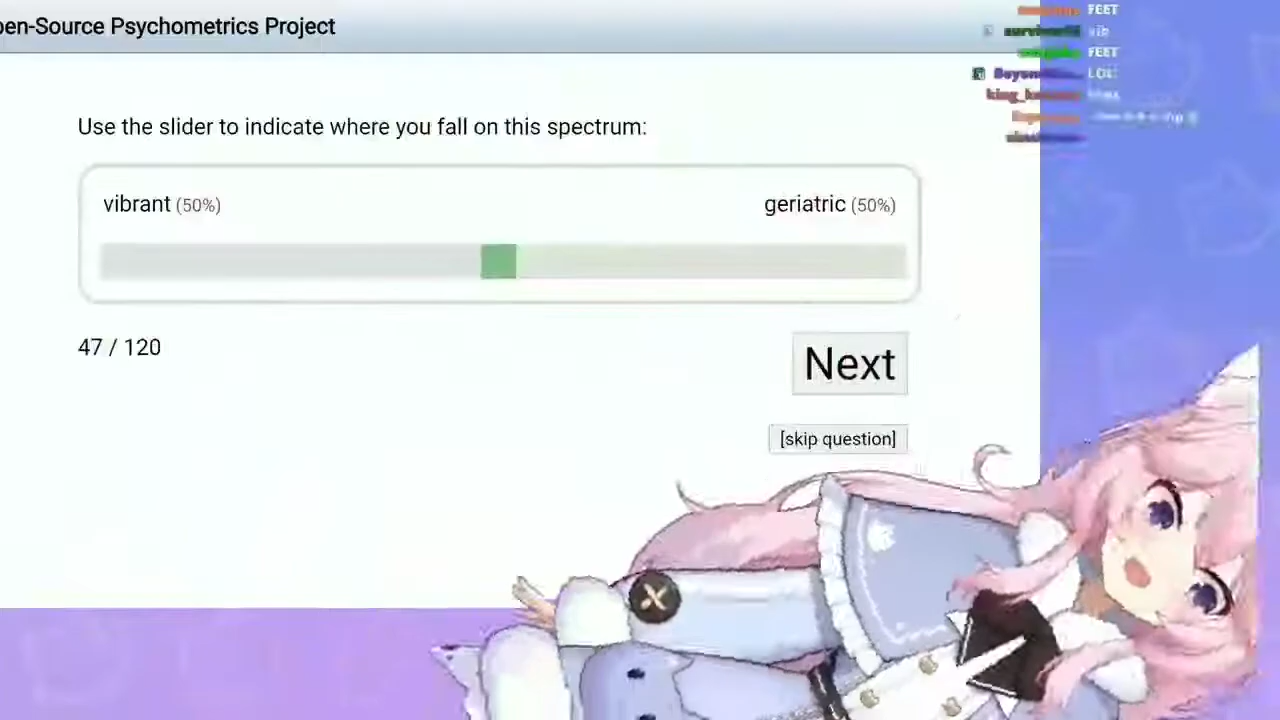 pen-Source Psychometrics Project
Use the slider to indicate where you fall on this spectrum:
vibrant (50%)
geriatric (50%)
47 / 120
Next
[skip question]
FEET
FEET
LOL